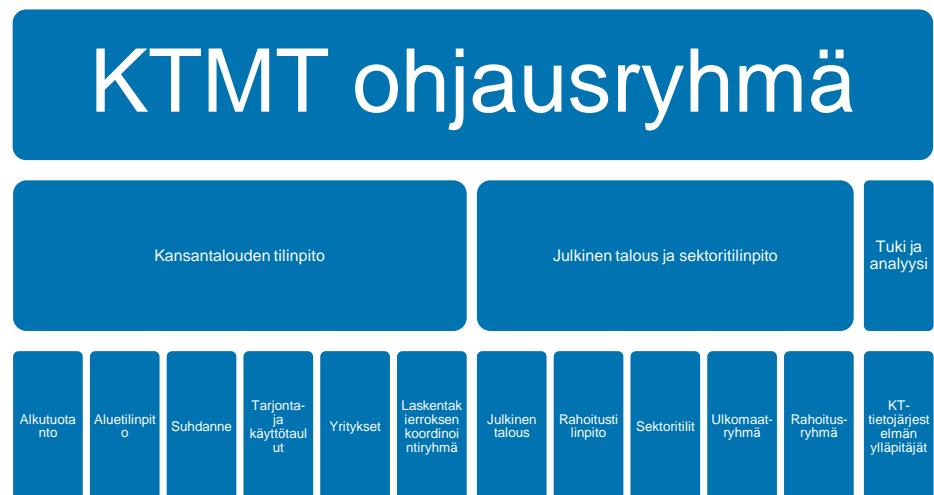 KTMT ohjausryhmä
Kansantalouden tilinpito
Julkinen talous ja sektoritilinpito
Tuki ja
analyysi
Alkutuota
nto
Aluetilinpit
o
Suhdanne
Tarjonta-
ja
käyttötaul
ut
Yritykset
Laskentak
ierroksen
koordinoi
ntiryhmä
Julkinen
talous
Rahoitusti
linpito
Sektoritilit
Ulkomaat-
ryhmä
Rahoitus-
ryhmä
KT-
tietojärjest
elmän
ylläpitäjät